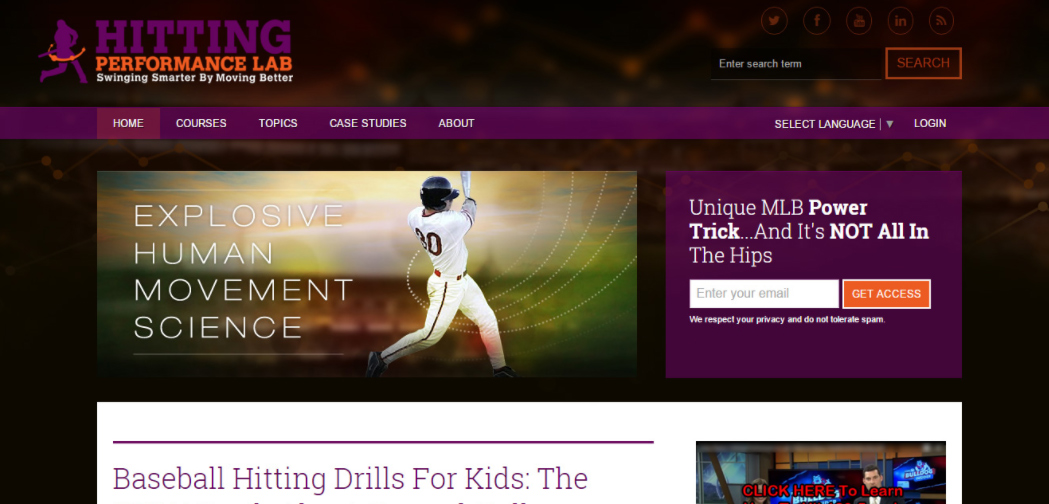 HITTING
PERFORMANCE LAB
Swinging Smarter By Moving Better
Enter search term
SEARCH
HOME
COURSES
TOPICS
CASE STUDIES
ABOUT
SELECT LANGUAGE
▼
LOGIN
EXPLOSIVE
HUMAN
MOVEMENT
SCIENCE
30
Unique MLB Power
Trick...And It's NOT All In
The Hips
Enter your email
GET ACCESS
We respect your privacy and do not tolerate spam.
Baseball Hitting Drills For Kids: The
CLICK HERE To Learn